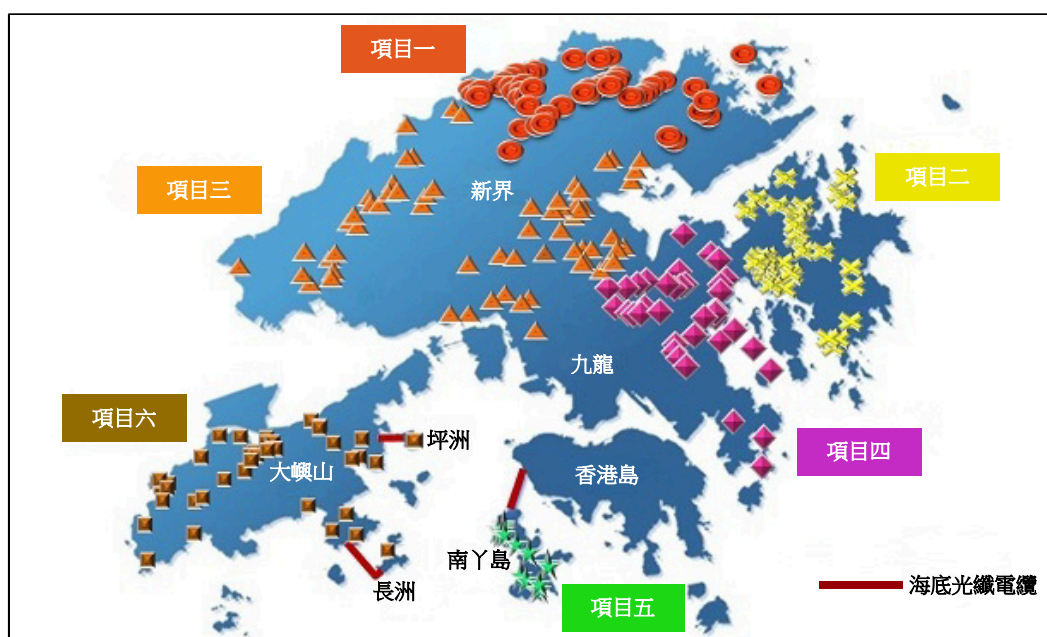 項目一
項目三
項目二
新界
九龍
項目六
坪洲
項目四
大嶼山
香港島
南丫島
長洲
項目五
海底光纖電纜